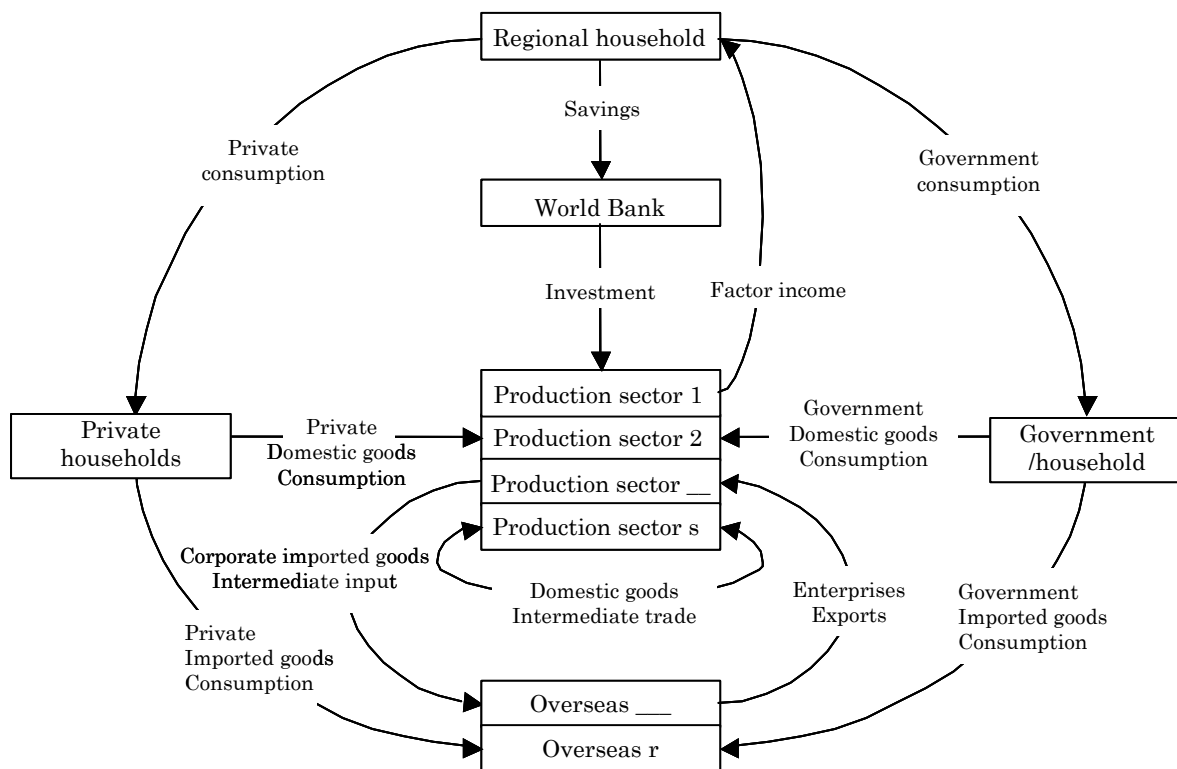 Regional household
Savings
Private
consumption
Government
consumption
World Bank
Investment
Factor income
Production sector 1
Private
households
Private
Domestic goods
Consumption
Production sector 2
Government
Domestic goods
Consumption
Government
/household
Production sector __
Production sector s
Corporate imported goods
Intermediate input
Domestic goods
Intermediate trade
Enterprises
Exports
Government
Imported goods
Consumption
Private
Imported goods
Consumption
Overseas ___
Overseas r